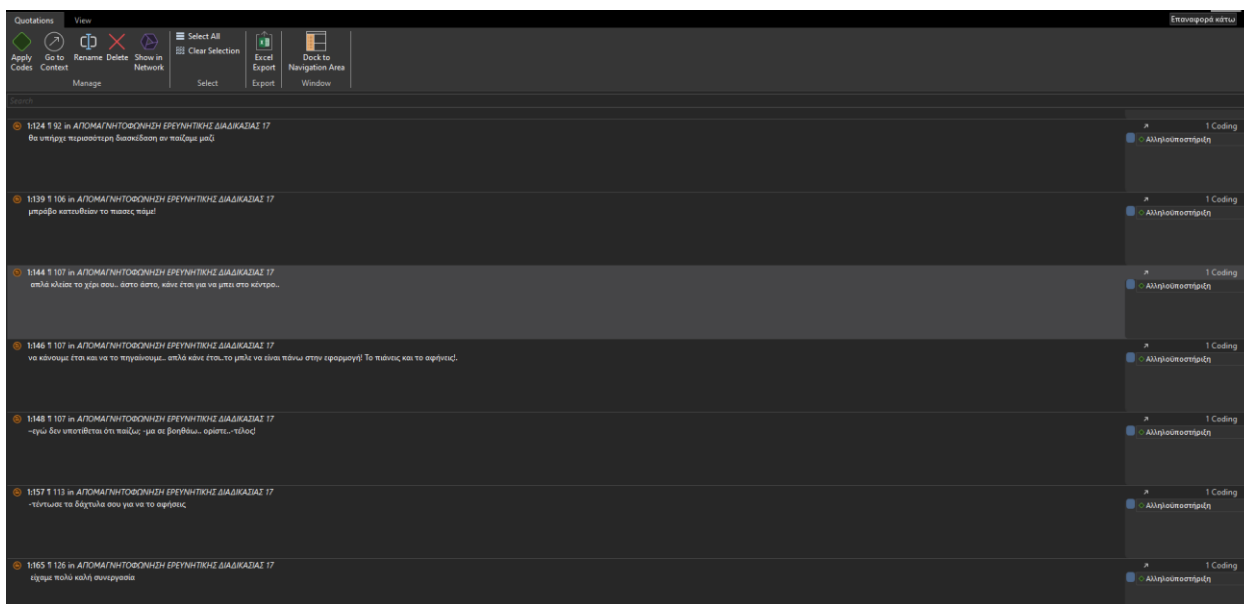 Quotations View
Επαναφορά κάτω
Apply Codes
Go to Context
Rename
Delete
Show in Network
Select All
Clear Selection
Excel Export
Dock to Navigation Area
Manage Select Export Window
Search
1:124 ¶ 92 in ΑΠΟΜΑΓΝΗΤΟΦΩΝΗΣΗ ΕΡΕΥΝΗΤΙΚΗΣ ΔΙΑΔΙΚΑΣΙΑΣ 17 1 Coding
θα υπήρχε περισσότερη διασκέδαση αν παίζαμε μαζί Αλληλοϋποστήριξη
1:139 ¶ 106 in ΑΠΟΜΑΓΝΗΤΟΦΩΝΗΣΗ ΕΡΕΥΝΗΤΙΚΗΣ ΔΙΑΔΙΚΑΣΙΑΣ 17 1 Coding
μπράβο κατευθείαν το πιασες πάμε! Αλληλοϋποστήριξη
1:144 ¶ 107 in ΑΠΟΜΑΓΝΗΤΟΦΩΝΗΣΗ ΕΡΕΥΝΗΤΙΚΗΣ ΔΙΑΔΙΚΑΣΙΑΣ 17 1 Coding
απλά κλείσε το χέρι σου.. άστο άστο, κάνε έτσι για να μπει στο κέντρο.. Αλληλοϋποστήριξη
1:146 ¶ 107 in ΑΠΟΜΑΓΝΗΤΟΦΩΝΗΣΗ ΕΡΕΥΝΗΤΙΚΗΣ ΔΙΑΔΙΚΑΣΙΑΣ 17 1 Coding
να κάνουμε έτσι και να το πηγαίνουμε.. απλά κάνε έτσι..το μπλε να είναι πάνω στην εφαρμογή! Το πιάνεις και το αφήνεις!. Αλληλοϋποστήριξη
1:148 ¶ 107 in ΑΠΟΜΑΓΝΗΤΟΦΩΝΗΣΗ ΕΡΕΥΝΗΤΙΚΗΣ ΔΙΑΔΙΚΑΣΙΑΣ 17 1 Coding
–εγώ δεν υποτίθεται ότι παίζω; -μα σε βοηθάω.. ορίστε..-τέλος! Αλληλοϋποστήριξη
1:157 ¶ 113 in ΑΠΟΜΑΓΝΗΤΟΦΩΝΗΣΗ ΕΡΕΥΝΗΤΙΚΗΣ ΔΙΑΔΙΚΑΣΙΑΣ 17 1 Coding
-τέντωσε τα δάχτυλα σου για να το αφήσεις Αλληλοϋποστήριξη
1:165 ¶ 126 in ΑΠΟΜΑΓΝΗΤΟΦΩΝΗΣΗ ΕΡΕΥΝΗΤΙΚΗΣ ΔΙΑΔΙΚΑΣΙΑΣ 17 1 Coding
είχαμε πολύ καλή συνεργασία Αλληλοϋποστήριξη